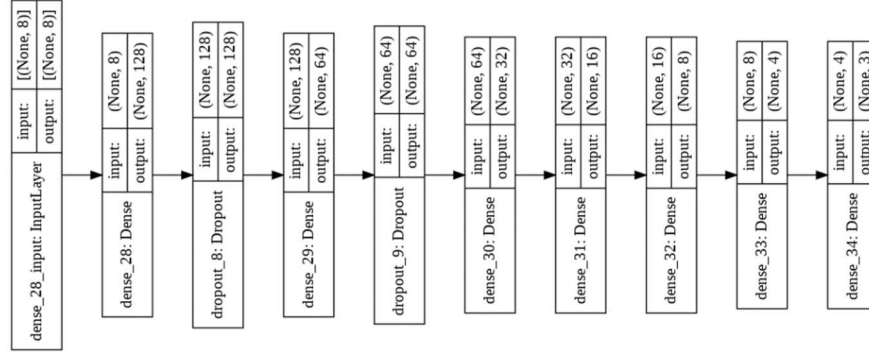 dense_28_input: InputLayer
input: [(None, 8)]
output: [(None, 8)]
dense_28: Dense
input: (None, 8)
output: (None, 128)
dropout_8: Dropout
input: (None, 128)
output: (None, 128)
dense_29: Dense
input: (None, 128)
output: (None, 64)
dropout_9: Dropout
input: (None, 64)
output: (None, 64)
dense_30: Dense
input: (None, 64)
output: (None, 32)
dense_31: Dense
input: (None, 32)
output: (None, 16)
dense_32: Dense
input: (None, 16)
output: (None, 8)
dense_33: Dense
input: (None, 8)
output: (None, 4)
dense_34: Dense
input: (None, 4)
output: (None, 3)